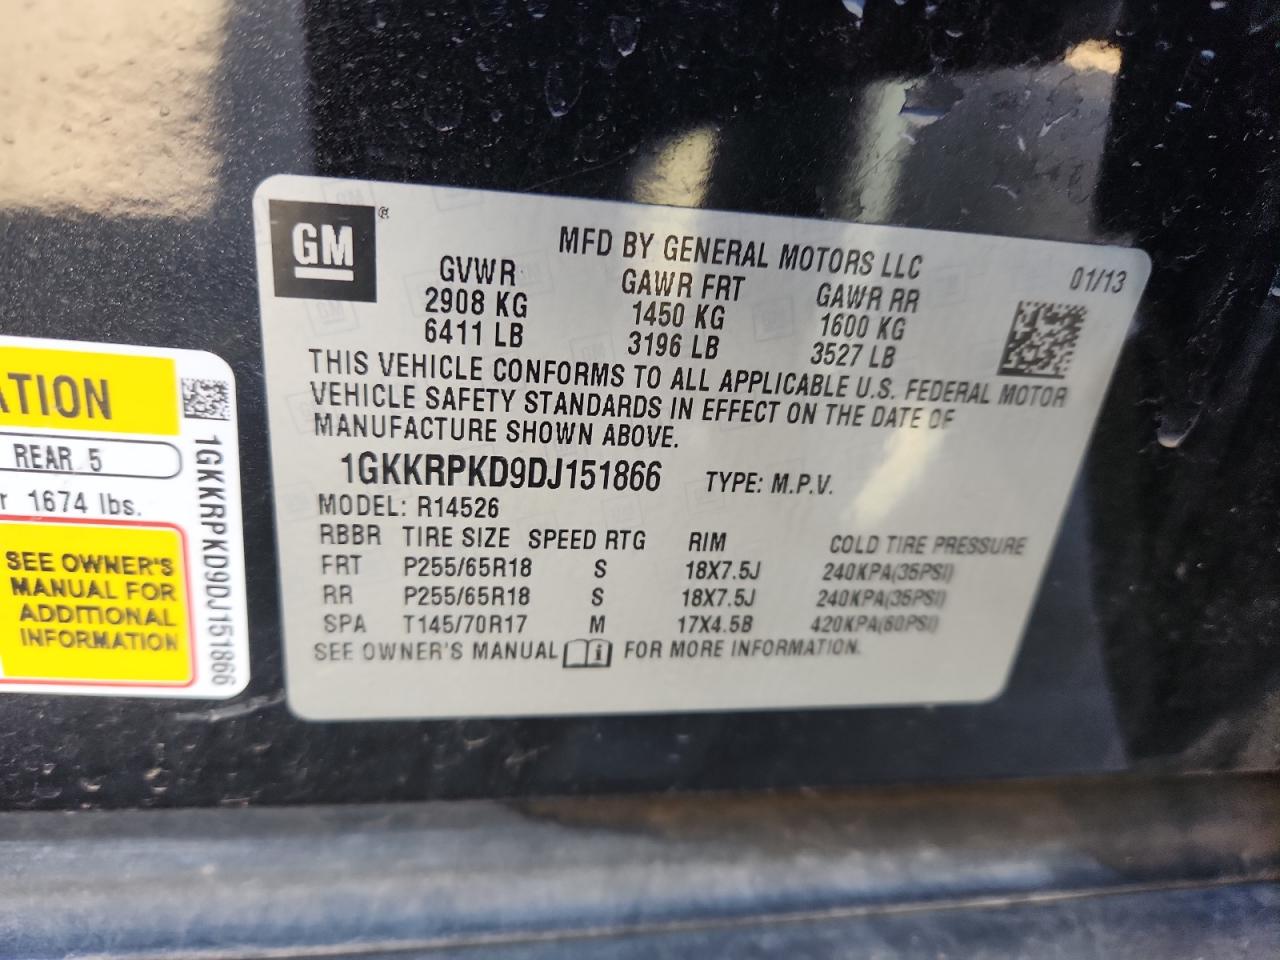 ATION
REAR 5
r 1674 lbs.
SEE OWNER'S
MANUAL FOR
ADDITIONAL
INFORMATION
1GKKRPKD9DJ151866
GM®
MFD BY GENERAL MOTORS LLC
01/13
GVWR GAWR FRT GAWR RR
2908 KG 1450 KG 1600 KG
6411 LB 3196 LB 3527 LB
THIS VEHICLE CONFORMS TO ALL APPLICABLE U.S. FEDERAL MOTOR
VEHICLE SAFETY STANDARDS IN EFFECT ON THE DATE OF
MANUFACTURE SHOWN ABOVE.
1GKKRPKD9DJ151866 TYPE: M.P.V.
MODEL: R14526
RBBR TIRE SIZE SPEED RTG RIM COLD TIRE PRESSURE
FRT P255/65R18 S 18X7.5J 240KPA(35PSI)
RR P255/65R18 S 18X7.5J 240KPA(35PSI)
SPA T145/70R17 M 17X4.5B 420KPA(60PSI)
SEE OWNER'S MANUAL i FOR MORE INFORMATION.